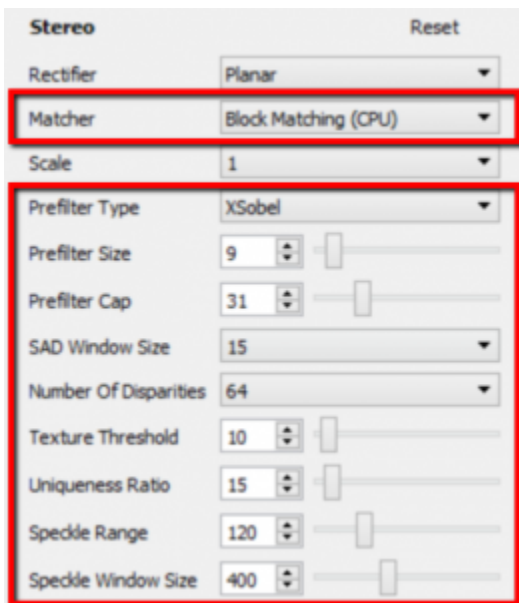 Stereo Reset
Rectifier Planar
Matcher Block Matching (CPU)
Scale 1
Prefilter Type XSobel
Prefilter Size 9
Prefilter Cap 31
SAD Window Size 15
Number Of Disparities 64
Texture Threshold 10
Uniqueness Ratio 15
Speckle Range 120
Speckle Window Size 400